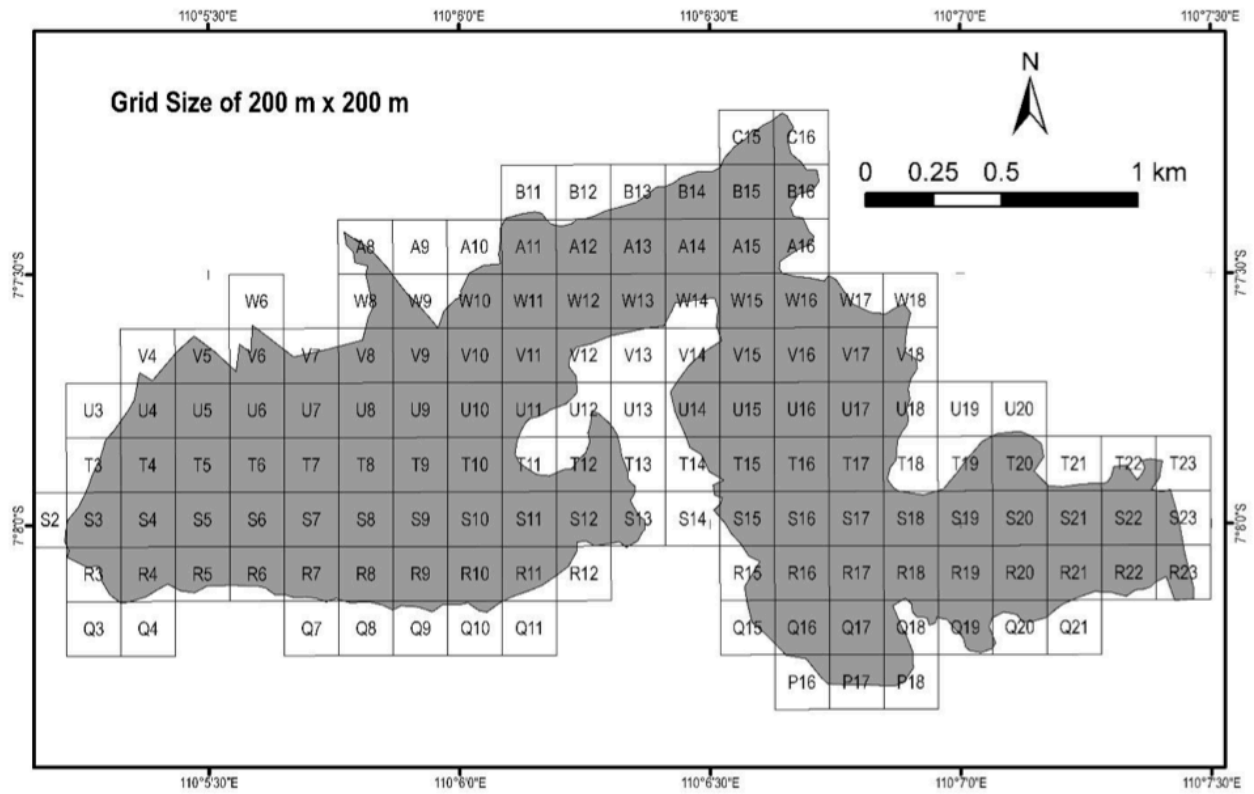 110°5'30"E 110°6'0"E 110°6'30"S 110°7'0"S 110°7'30"S
N
Grid Size of 200 m x 200 m
C15 C16
0 0.25 0.5 1 km
B11 B12 B13 B14 B15 B16
A8 A9 A10 A11 A12 A13 A14 A15 A16
7°7'30"S 7°7'30"S
W6 W8 W9 W10 W11 W12 W13 W14 W15 W16 W17 W18
V4 V5 V6 V7 V8 V9 V10 V11 V12 V13 V14 V15 V16 V17 V18
U3 U4 U5 U6 U7 U8 U9 U10 U11 U12 U13 U14 U15 U16 U17 U18 U19 U20
T3 T4 T5 T6 T7 T8 T9 T10 T11 T12 T13 T14 T15 T16 T17 T18 T19 T20 T21 T22 T23
S2 S3 S4 S5 S6 S7 S8 S9 S10 S11 S12 S13 S14 S15 S16 S17 S18 S19 S20 S21 S22 S23
7°8'0"S 7°8'0"S
R3 R4 R5 R6 R7 R8 R9 R10 R11 R12 R15 R16 R17 R18 R19 R20 R21 R22 R23
Q3 Q4 Q7 Q8 Q9 Q10 Q11 Q15 Q16 Q17 Q18 Q19 Q20 Q21
P16 P17 P18
110°5'30"E 110°6'0"E 110°6'30"E 110°7'0"E 110°7'30"E